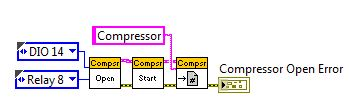 Compressor
DIO 14
Compsr Compsr Compsr
Compressor Open Error
Relay 8
Open Start #